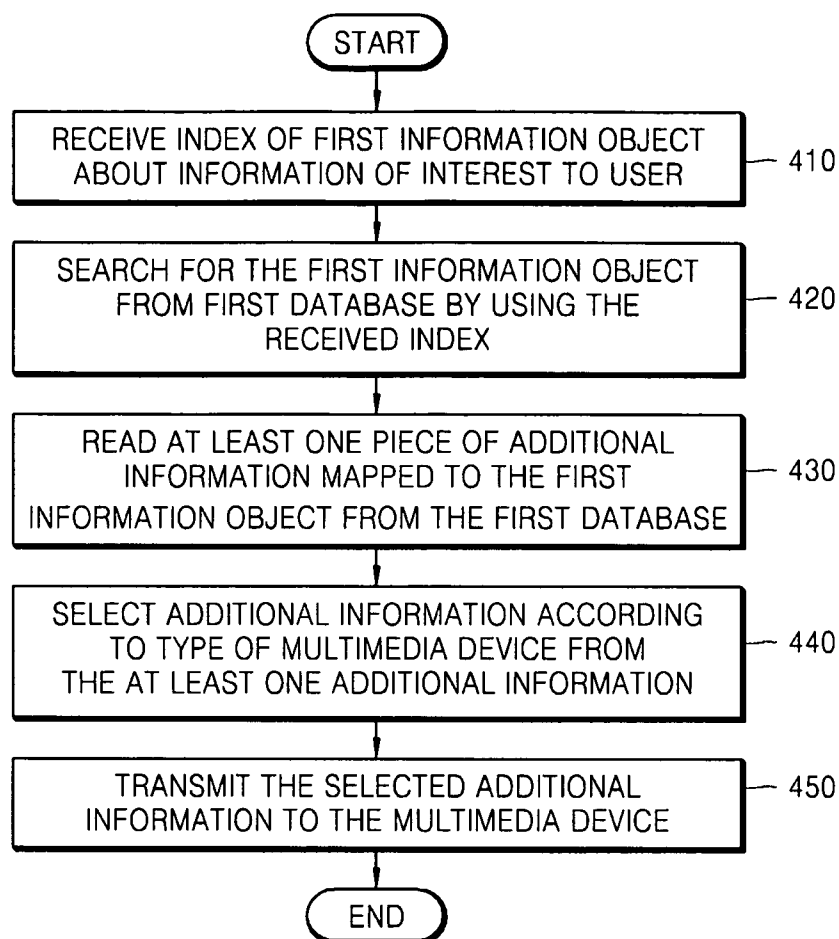 START
RECEIVE INDEX OF FIRST INFORMATION OBJECT
ABOUT INFORMATION OF INTEREST TO USER
410
SEARCH FOR THE FIRST INFORMATION OBJECT
FROM FIRST DATABASE BY USING THE
RECEIVED INDEX
420
READ AT LEAST ONE PIECE OF ADDITIONAL
INFORMATION MAPPED TO THE FIRST
INFORMATION OBJECT FROM THE FIRST DATABASE
430
SELECT ADDITIONAL INFORMATION ACCORDING
TO TYPE OF MULTIMEDIA DEVICE FROM
THE AT LEAST ONE ADDITIONAL INFORMATION
440
TRANSMIT THE SELECTED ADDITIONAL
INFORMATION TO THE MULTIMEDIA DEVICE
450
END